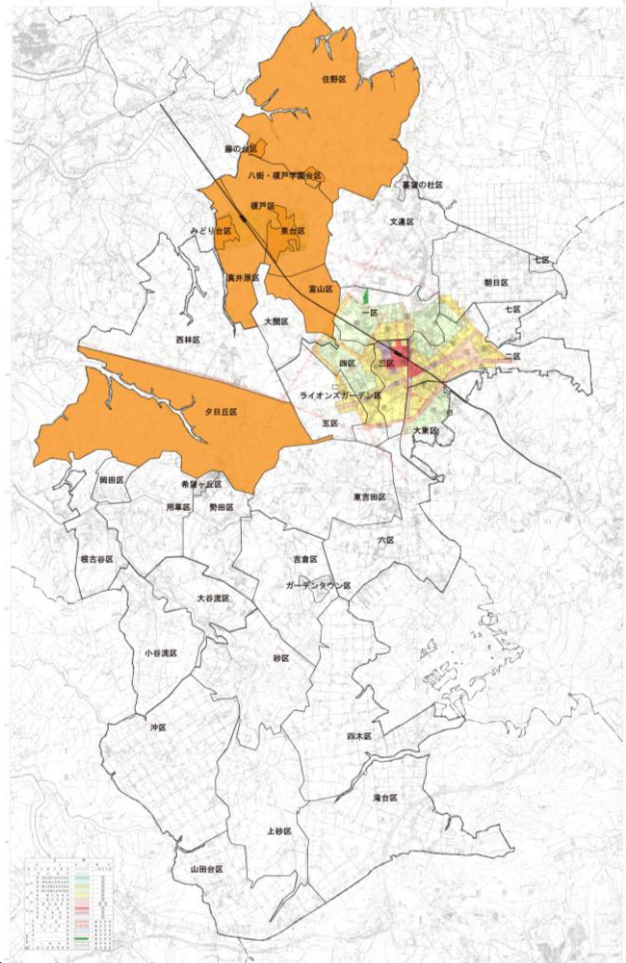 住野区
藤の台区
八街・榎戸学園台区
喜望の杜区
榎戸区
文違区
みどり台区
泉台区
七区
真井原区
朝日区
富山区
大関区
一区
七区
西林区
二区
四区
三区
ライオンズガーデン区
夕日丘区
五区
大東区
岡田区
希望ヶ丘区
東吉田区
用草区
勢田区
六区
根古谷区
吉倉区
ガーデンタウン区
大谷流区
小谷流区
砂区
沖区
四木区
滝台区
上砂区
山田台区